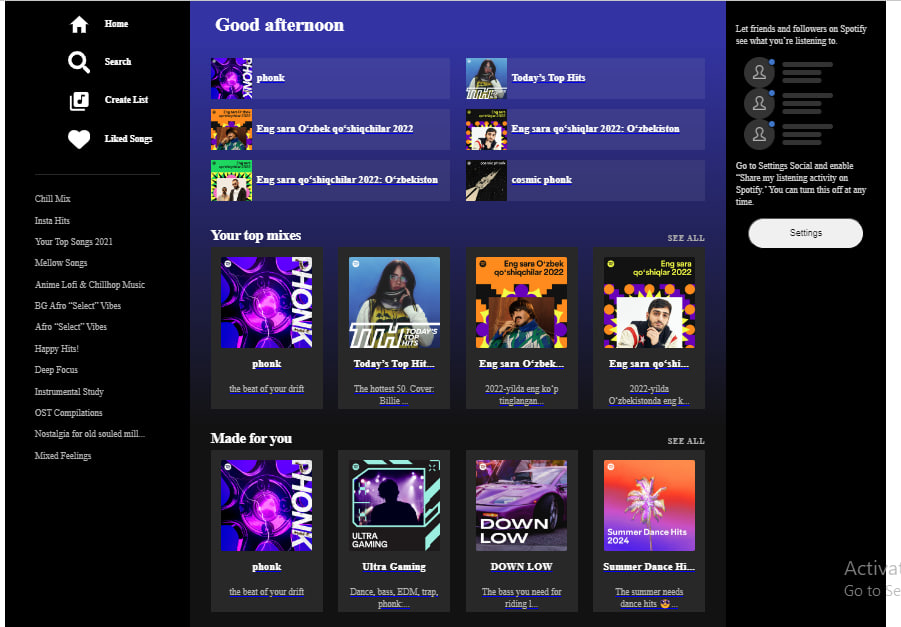 Home
Search
Create List
Liked Songs
Chill Mix
Insta Hits
Your Top Songs 2021
Mellow Songs
Anime Lofi & Chillhop Music
BG Afro “Select” Vibes
Afro “Select” Vibes
Happy Hits!
Deep Focus
Instrumental Study
OST Compilations
Nostalgia for old souled mill...
Mixed Feelings
Good afternoon
PHONK
phonk
Today’s Top Hits
Eng sara O‘zbek qo‘shiqchilar 2022
Eng sara qo‘shiqlar 2022: O‘zbekiston
Eng sara qo‘shiqchilar 2022: O‘zbekiston
cosmic phonk
cosmic phonk
Your top mixes
SEE ALL
PHONK
phonk
the beat of your drift
TTH TODAY'S
TOP
HITS
Today’s Top Hit...
The hottest 50. Cover:
Billie ...
Eng sara O‘zbek
qo‘shiqchilar 2022
Eng sara O‘zbek...
2022-yilda eng ko‘p
tinglangan...
Eng sara
qo‘shiqlar 2022
Eng sara qo‘shi...
2022-yilda
O‘zbekistonda eng k...
Made for you
SEE ALL
PHONK
phonk
the beat of your drift
ULTRA
GAMING
Ultra Gaming
Dance, bass, EDM, trap,
phonk:...
DOWN
LOW
DOWN LOW
The bass you need for
riding l...
Summer Dance Hits
2024
Summer Dance Hi...
The summer needs
dance hits 😎...
Let friends and followers on Spotify
see what you’re listening to.
Go to Settings Social and enable
“Share my listening activity on
Spotify.’ You can turn this off at any
time.
Settings
Activat
Go to Se